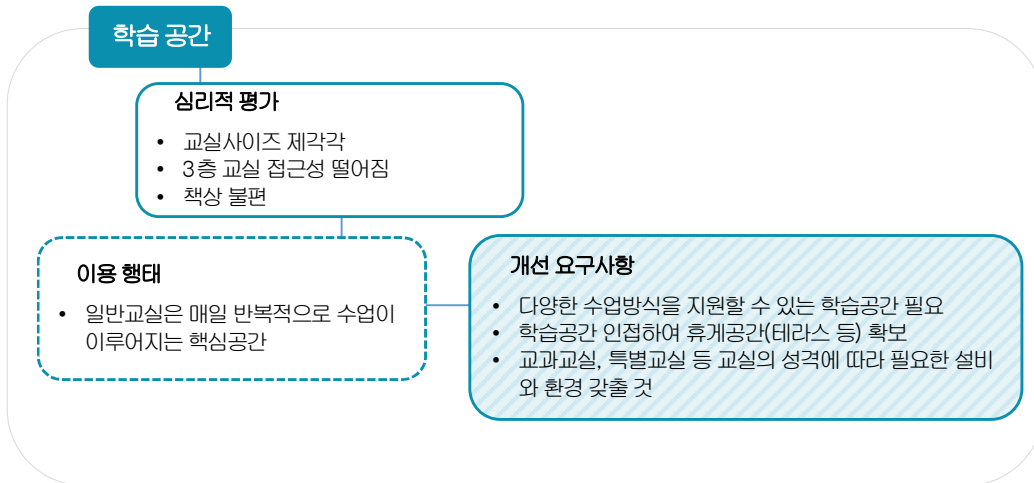 학습 공간
심리적 평가
• 교실사이즈 제각각
• 3층 교실 접근성 떨어짐
• 책상 불편
이용 행태
• 일반교실은 매일 반복적으로 수업이
이루어지는 핵심공간
개선 요구사항
• 다양한 수업방식을 지원할 수 있는 학습공간 필요
• 학습공간 인접하여 휴게공간(테라스 등) 확보
• 교과교실, 특별교실 등 교실의 성격에 따라 필요한 설비
와 환경 갖출 것